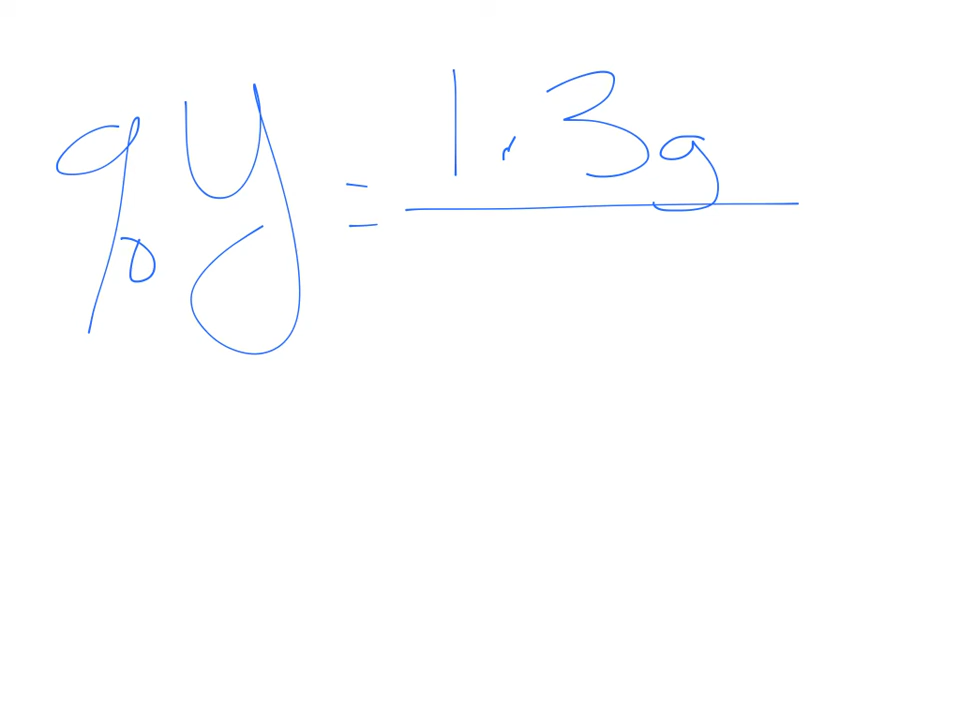 % y = 1.3g